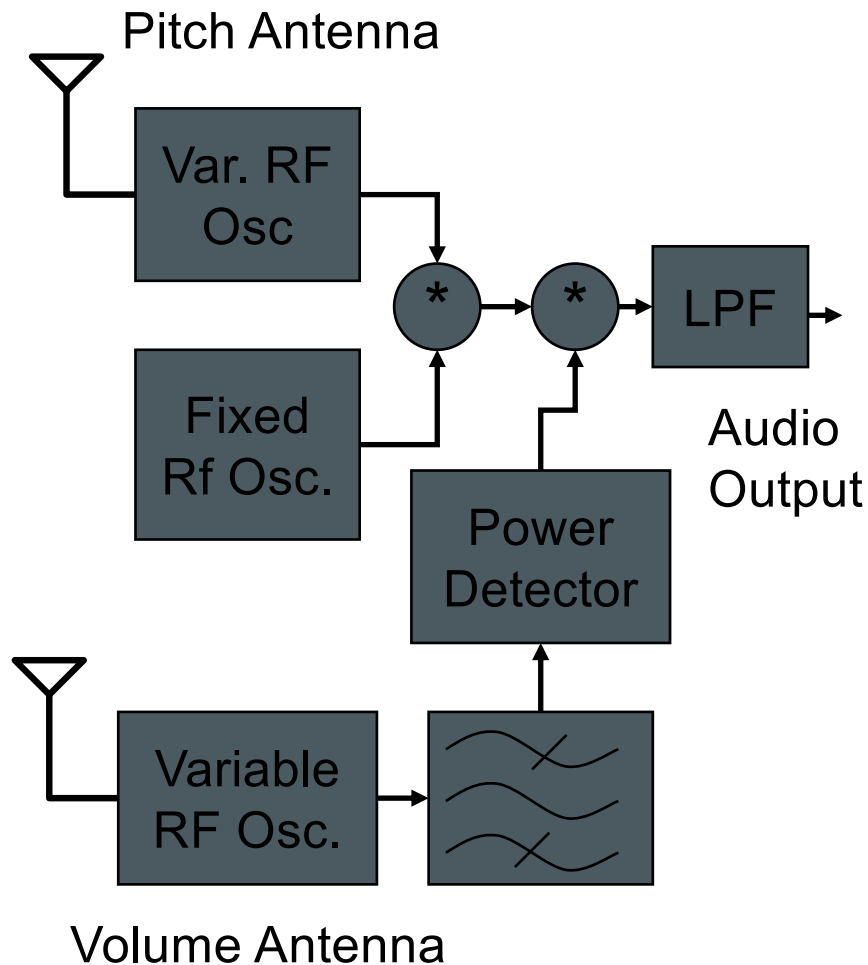 Pitch Antenna
Var. RF
Osc
*
*
LPF
Fixed
Rf Osc.
Audio
Output
Power
Detector
Variable
RF Osc.
Volume Antenna